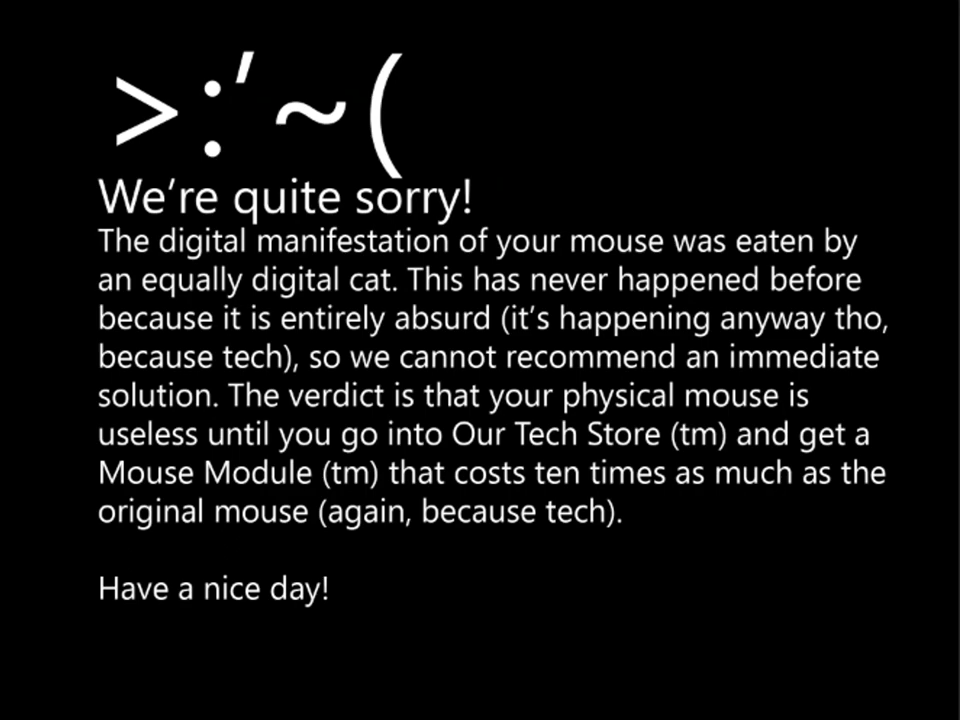 >:′~(
We’re quite sorry!
The digital manifestation of your mouse was eaten by
an equally digital cat. This has never happened before
because it is entirely absurd (it’s happening anyway tho,
because tech), so we cannot recommend an immediate
solution. The verdict is that your physical mouse is
useless until you go into Our Tech Store (tm) and get a
Mouse Module (tm) that costs ten times as much as the
original mouse (again, because tech).
Have a nice day!